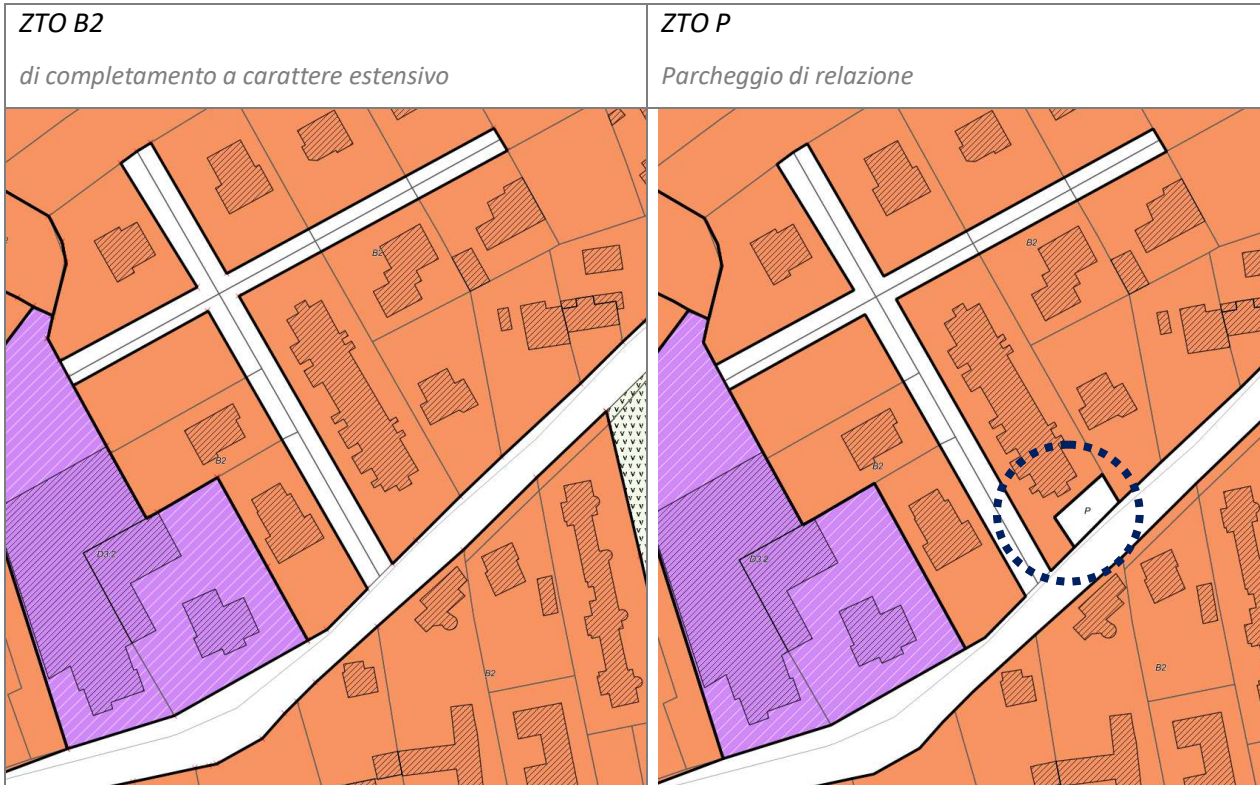 ZTO B2
di completamento a carattere estensivo
ZTO P
Parcheggio di relazione
B2
B2
D3.2
B2
B2
B2
P
D3.2
B2